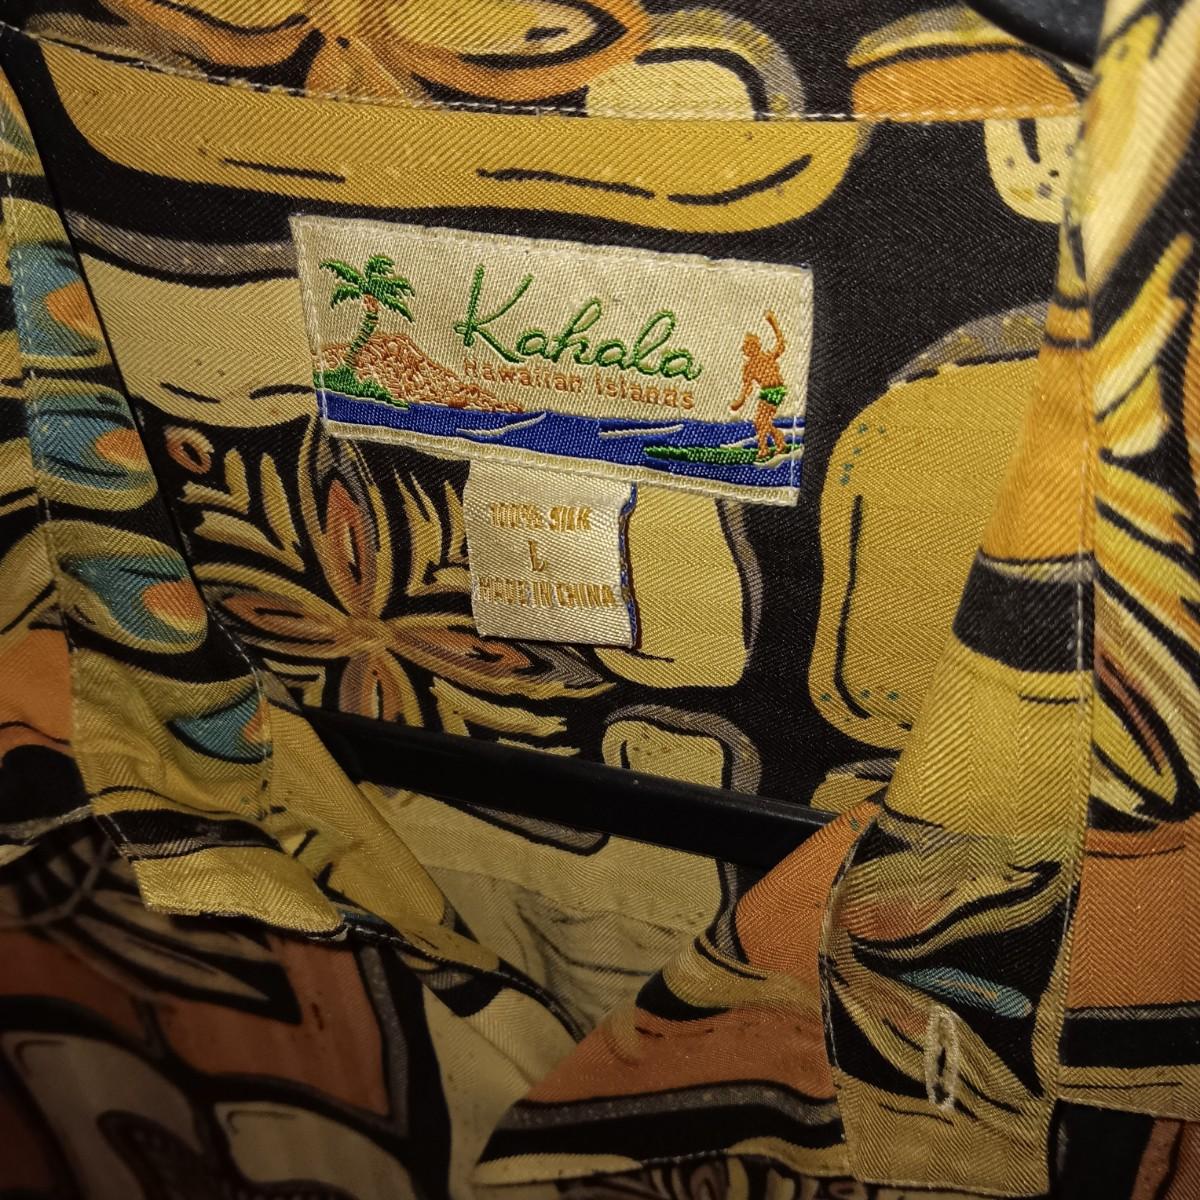 Kahala
Hawaiian Islands
100% SILK
L
MADE IN CHINA